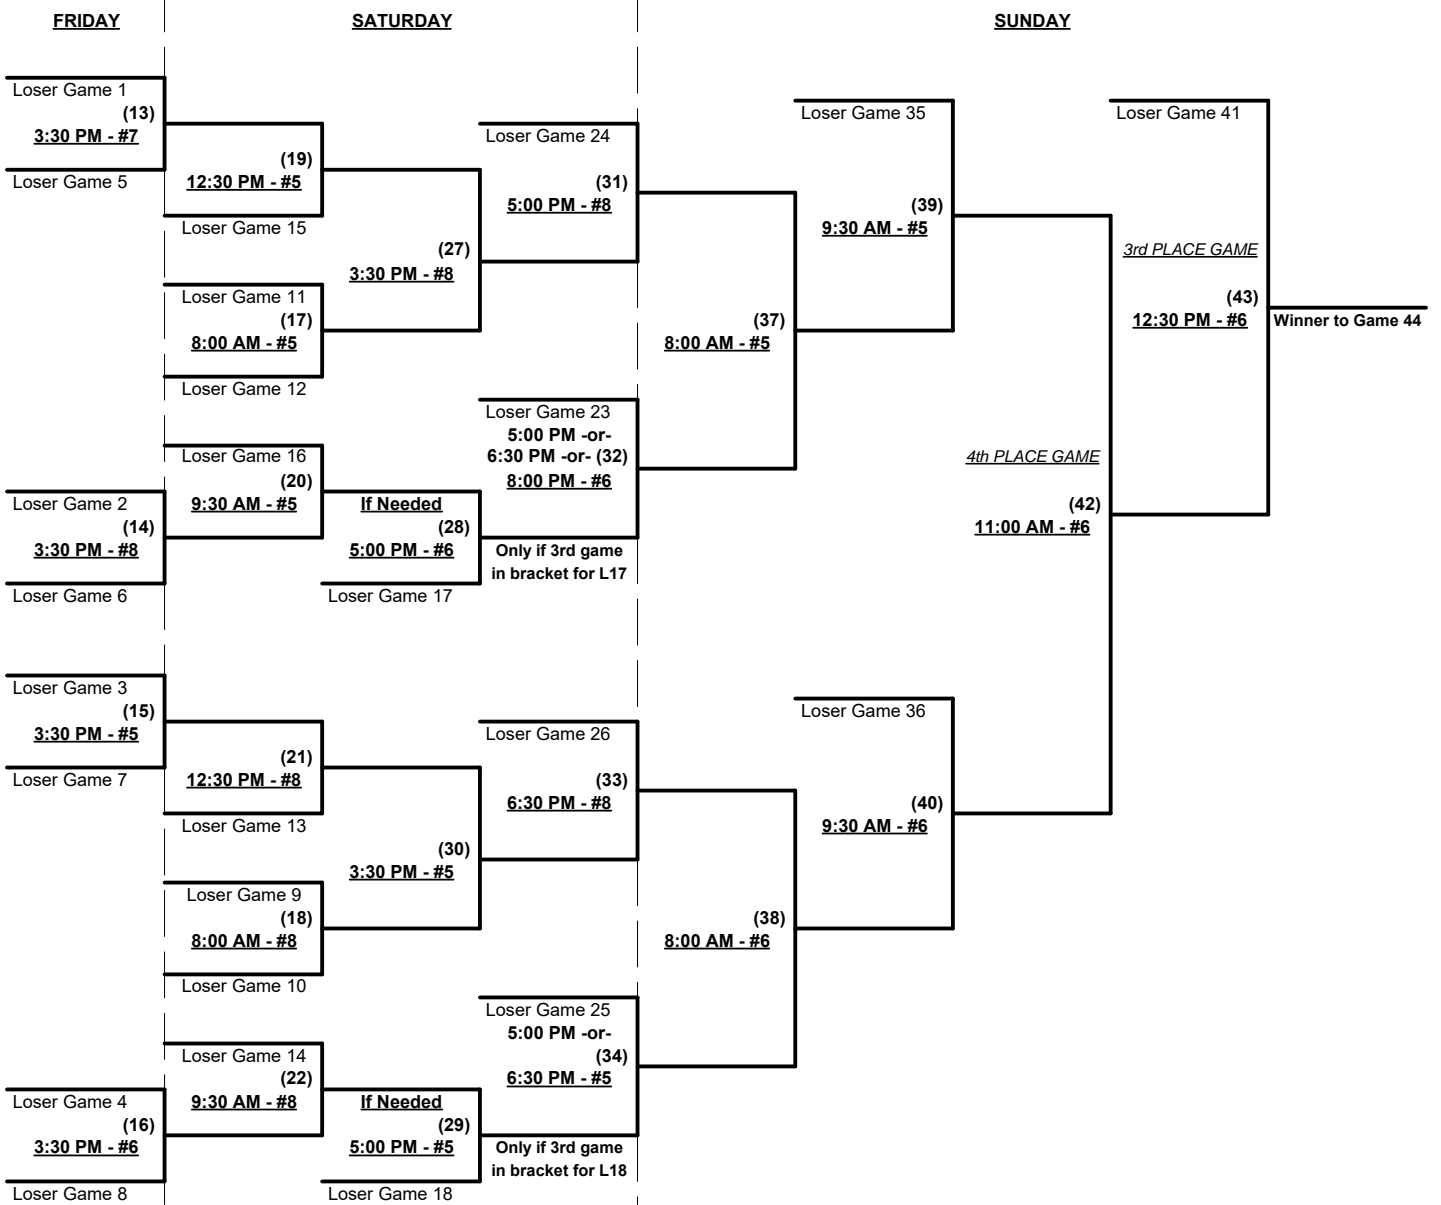 FRIDAY
SATURDAY
SUNDAY
Loser Game 1
(13)
3:30 PM - #7
Loser Game 5
(19)
12:30 PM - #5
Loser Game 15
Loser Game 11
(17)
8:00 AM - #5
Loser Game 12
(27)
3:30 PM - #8
Loser Game 24
(31)
5:00 PM - #8
Loser Game 16
(20)
9:30 AM - #5
Loser Game 2
(14)
3:30 PM - #8
Loser Game 6
If Needed
(28)
5:00 PM - #6
Loser Game 17
Loser Game 23
5:00 PM -or-
6:30 PM -or- (32)
8:00 PM - #6
Only if 3rd game
in bracket for L17
(37)
8:00 AM - #5
Loser Game 35
(39)
9:30 AM - #5
4th PLACE GAME
(42)
11:00 AM - #6
Loser Game 41
3rd PLACE GAME
(43)
12:30 PM - #6
Winner to Game 44
Loser Game 3
(15)
3:30 PM - #5
Loser Game 7
(21)
12:30 PM - #8
Loser Game 13
Loser Game 9
(18)
8:00 AM - #8
Loser Game 10
(30)
3:30 PM - #5
Loser Game 26
(33)
6:30 PM - #8
Loser Game 14
(22)
9:30 AM - #8
Loser Game 4
(16)
3:30 PM - #6
Loser Game 8
If Needed
(29)
5:00 PM - #5
Loser Game 18
Loser Game 25
5:00 PM -or-
(34)
6:30 PM - #5
Only if 3rd game
in bracket for L18
(38)
8:00 AM - #6
Loser Game 36
(40)
9:30 AM - #6